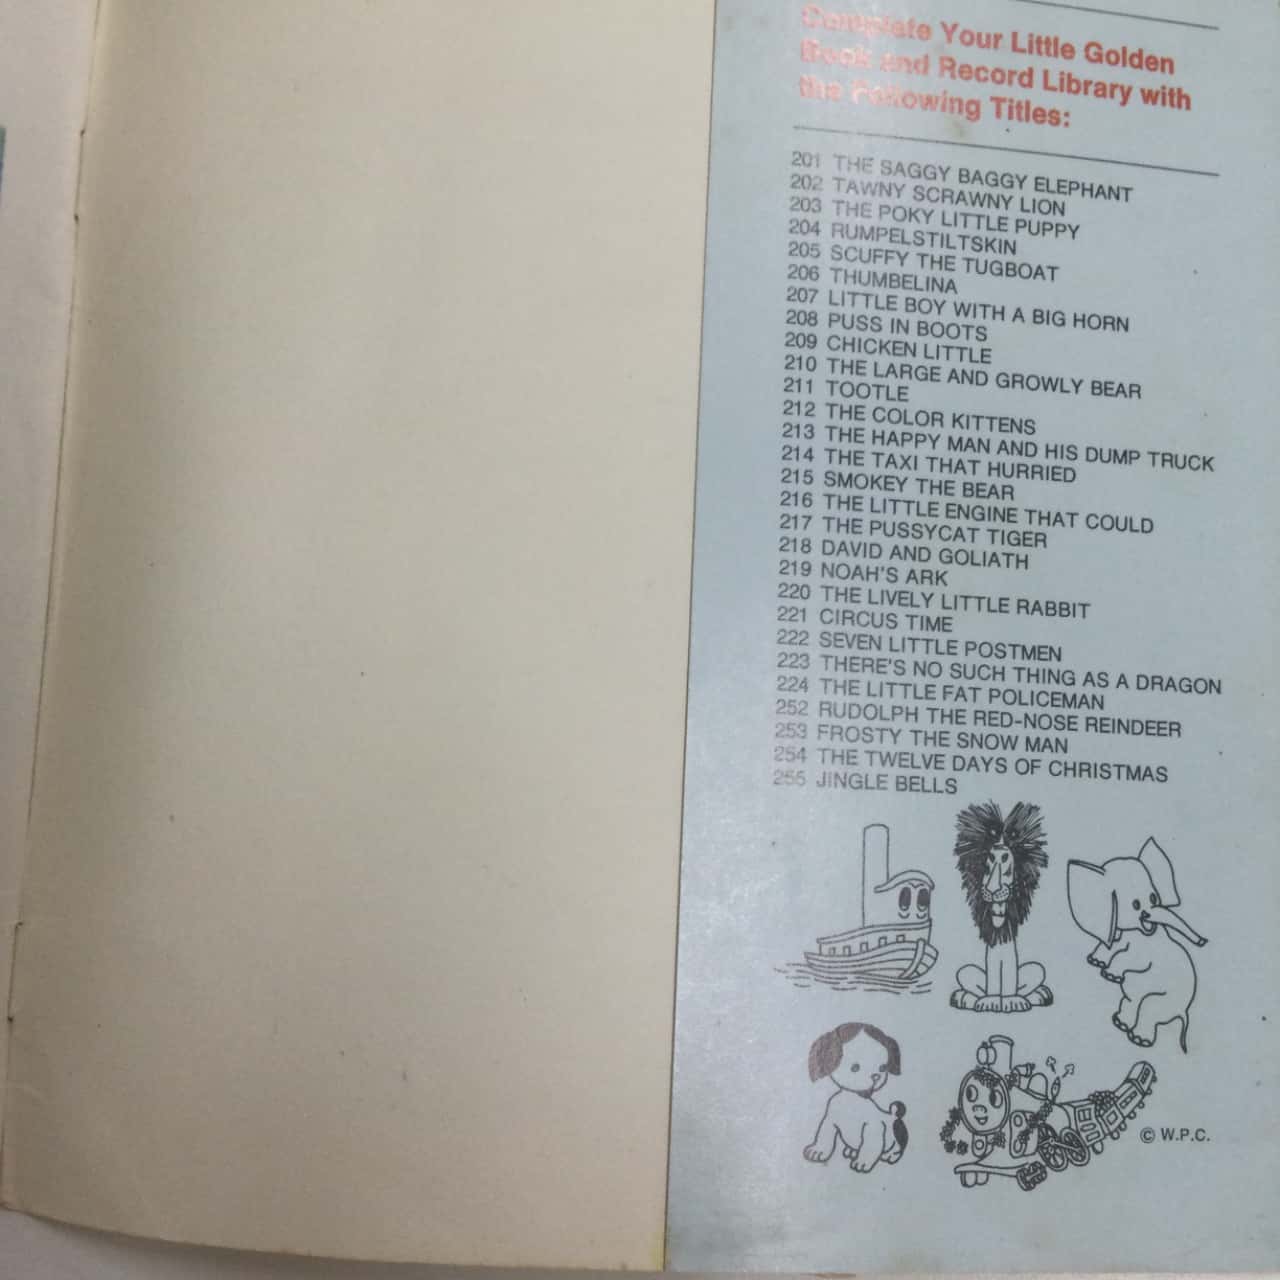 Complete Your Little Golden
Book and Record Library with
the Following Titles:
201 THE SAGGY BAGGY ELEPHANT
202 TAWNY SCRAWNY LION
203 THE POKY LITTLE PUPPY
204 RUMPELSTILTSKIN
205 SCUFFY THE TUGBOAT
206 THUMBELINA
207 LITTLE BOY WITH A BIG HORN
208 PUSS IN BOOTS
209 CHICKEN LITTLE
210 THE LARGE AND GROWLY BEAR
211 TOOTLE
212 THE COLOR KITTENS
213 THE HAPPY MAN AND HIS DUMP TRUCK
214 THE TAXI THAT HURRIED
215 SMOKEY THE BEAR
216 THE LITTLE ENGINE THAT COULD
217 THE PUSSYCAT TIGER
218 DAVID AND GOLIATH
219 NOAH'S ARK
220 THE LIVELY LITTLE RABBIT
221 CIRCUS TIME
222 SEVEN LITTLE POSTMEN
223 THERE'S NO SUCH THING AS A DRAGON
224 THE LITTLE FAT POLICEMAN
252 RUDOLPH THE RED-NOSE REINDEER
253 FROSTY THE SNOW MAN
254 THE TWELVE DAYS OF CHRISTMAS
255 JINGLE BELLS
© W.P.C.